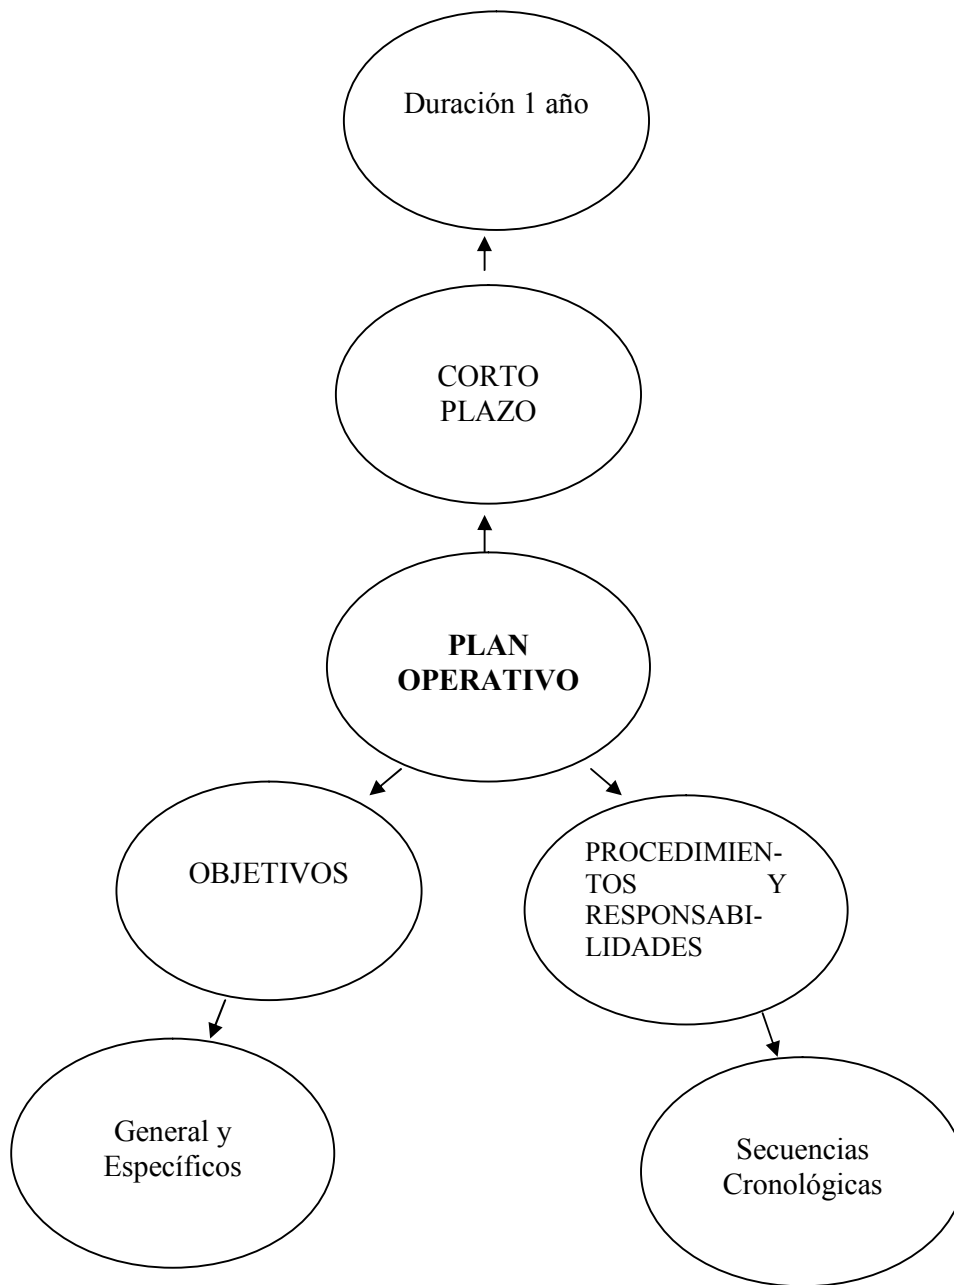 Duración 1 año
CORTO
PLAZO
PLAN
OPERATIVO
OBJETIVOS
PROCEDIMIEN-
TOS Y
RESPONSABI-
LIDADES
General y
Específicos
Secuencias
Cronológicas